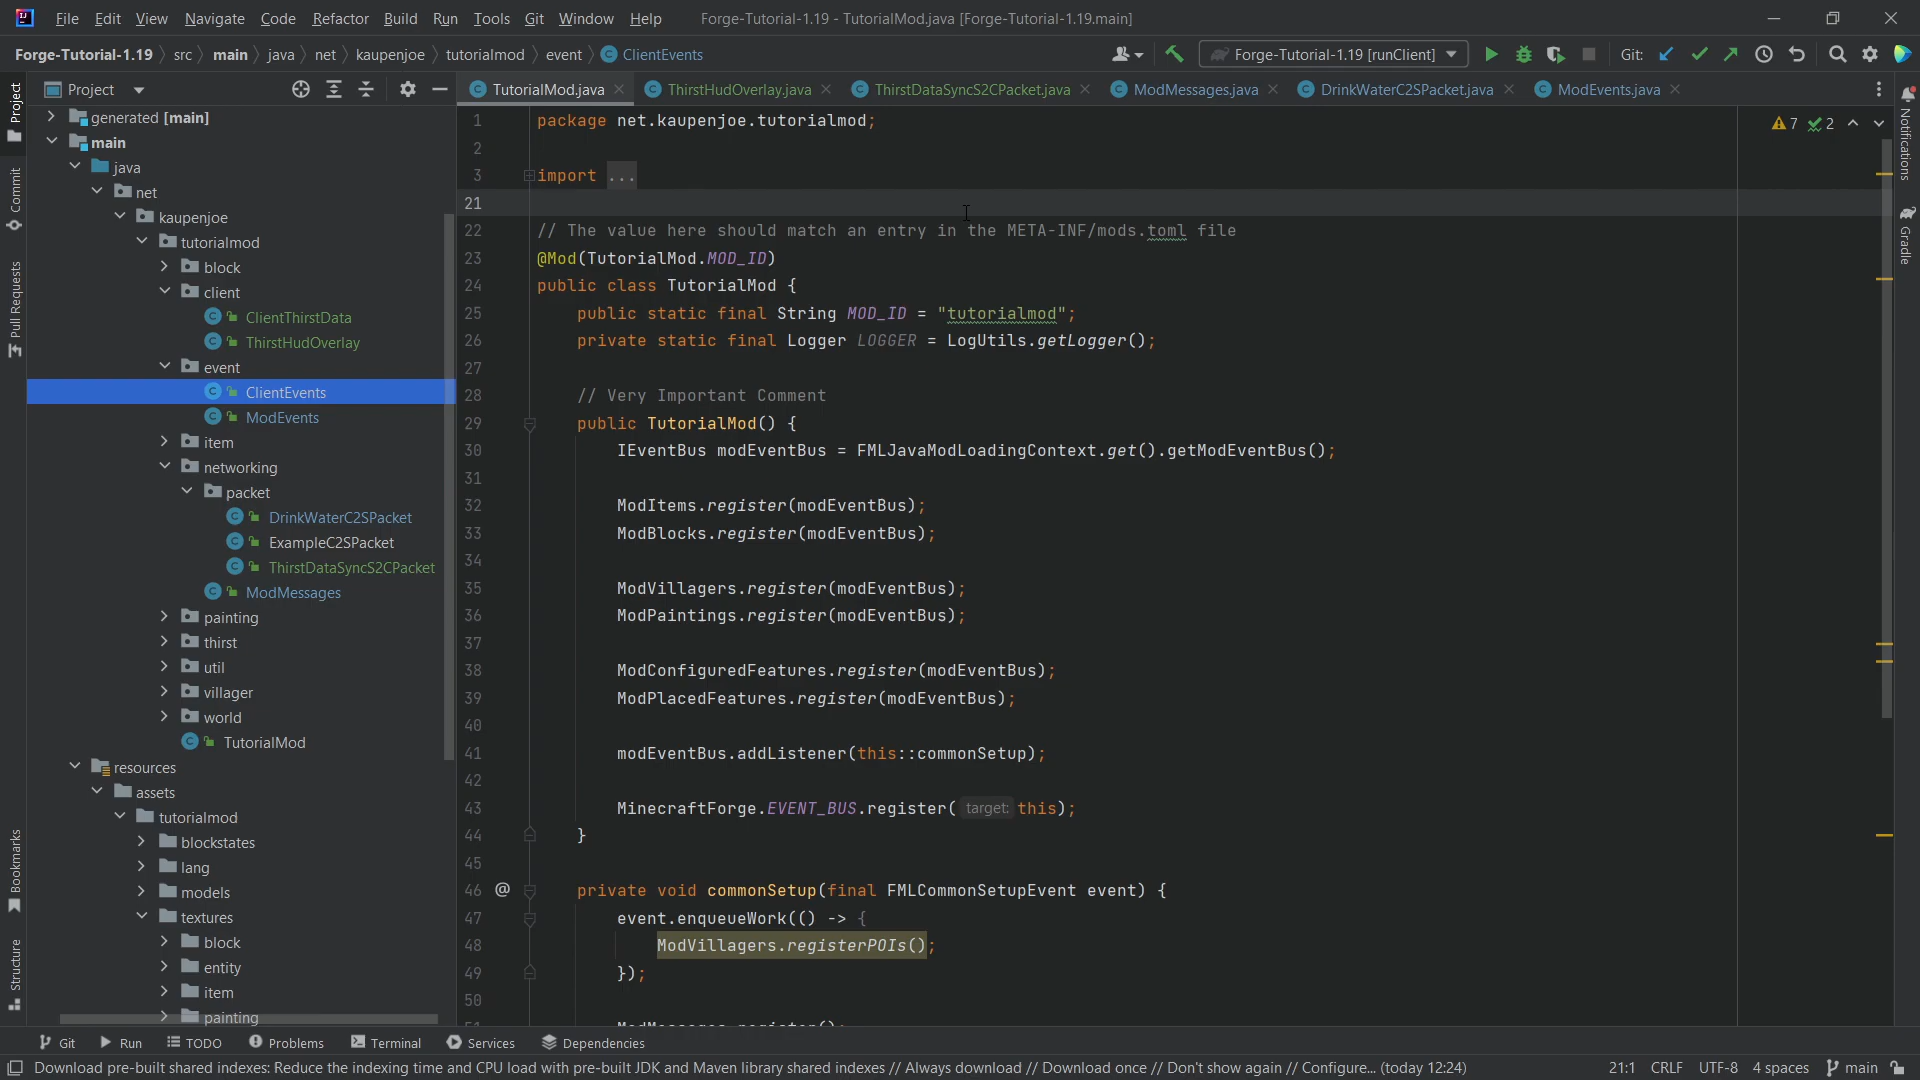 File Edit View Navigate Code Refactor Build Run Tools Git Window Help Forge-Tutorial-1.19 - TutorialMod.java [Forge-Tutorial-1.19.main]
Forge-Tutorial-1.19 src main java net kaupenjoe tutorialmod event ClientEvents Forge-Tutorial-1.19 [runClient] Git:
Project
TutorialMod.java ThirstHudOverlay.java ThirstDataSyncS2CPacket.java ModMessages.java DrinkWaterC2SPacket.java ModEvents.java
Project
Commit
Pull Requests
Bookmarks
Structure
generated [main]
main
java
net
kaupenjoe
tutorialmod
block
client
ClientThirstData
ThirstHudOverlay
event
ClientEvents
ModEvents
item
networking
packet
DrinkWaterC2SPacket
ExampleC2SPacket
ThirstDataSyncS2CPacket
ModMessages
painting
thirst
util
villager
world
TutorialMod
resources
assets
tutorialmod
blockstates
lang
models
textures
block
entity
item
painting
7 2
1 package net.kaupenjoe.tutorialmod;
2
3 import ...
21
22 // The value here should match an entry in the META-INF/mods.toml file
23 @Mod(TutorialMod.MOD_ID)
24 public class TutorialMod {
25 public static final String MOD_ID = "tutorialmod";
26 private static final Logger LOGGER = LogUtils.getLogger();
27
28 // Very Important Comment
29 public TutorialMod() {
30 IEventBus modEventBus = FMLJavaModLoadingContext.get().getModEventBus();
31
32 ModItems.register(modEventBus);
33 ModBlocks.register(modEventBus);
34
35 ModVillagers.register(modEventBus);
36 ModPaintings.register(modEventBus);
37
38 ModConfiguredFeatures.register(modEventBus);
39 ModPlacedFeatures.register(modEventBus);
40
41 modEventBus.addListener(this::commonSetup);
42
43 MinecraftForge.EVENT_BUS.register( target: this);
44 }
45
46 @ private void commonSetup(final FMLCommonSetupEvent event) {
47 event.enqueueWork(() -> {
48 ModVillagers.registerPOIs();
49 });
50
51 ModMessages.register();
Notifications
Gradle
Git Run TODO Problems Terminal Services Dependencies
Download pre-built shared indexes: Reduce the indexing time and CPU load with pre-built JDK and Maven library shared indexes // Always download // Download once // Don't show again // Configure... (today 12:24) 21:1 CRLF UTF-8 4 spaces main